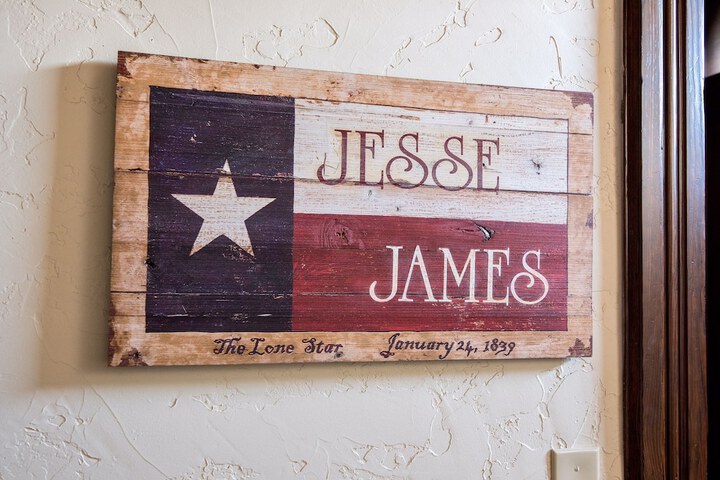 JESSE
JAMES
The Lone Star January 24, 1839